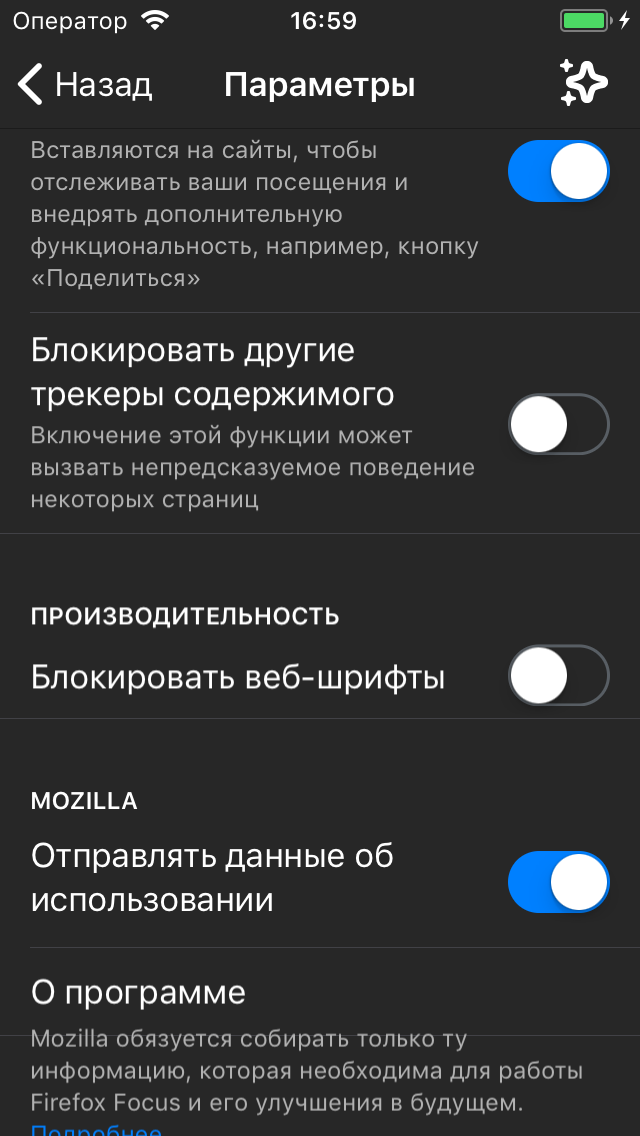 Оператор 16:59
Назад Параметры
Вставляются на сайты, чтобы
отслеживать ваши посещения и
внедрять дополнительную
функциональность, например, кнопку
«Поделиться»
Блокировать другие
трекеры содержимого
Включение этой функции может
вызвать непредсказуемое поведение
некоторых страниц
ПРОИЗВОДИТЕЛЬНОСТЬ
Блокировать веб-шрифты
MOZILLA
Отправлять данные об
использовании
О программе
Mozilla обязуется собирать только ту
информацию, которая необходима для работы
Firefox Focus и его улучшения в будущем.
Подробнее